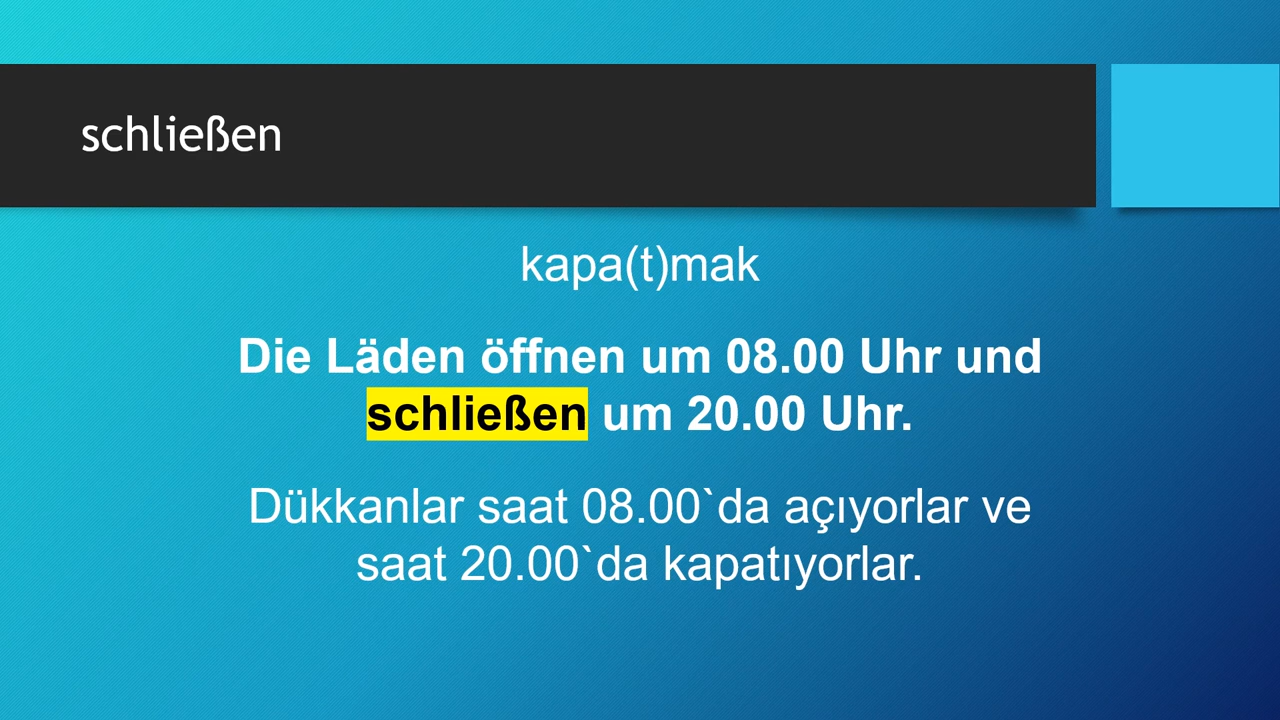 schließen
kapa(t)mak
Die Läden öffnen um 08.00 Uhr und
schließen um 20.00 Uhr.
Dükkanlar saat 08.00`da açıyorlar ve
saat 20.00`da kapatıyorlar.